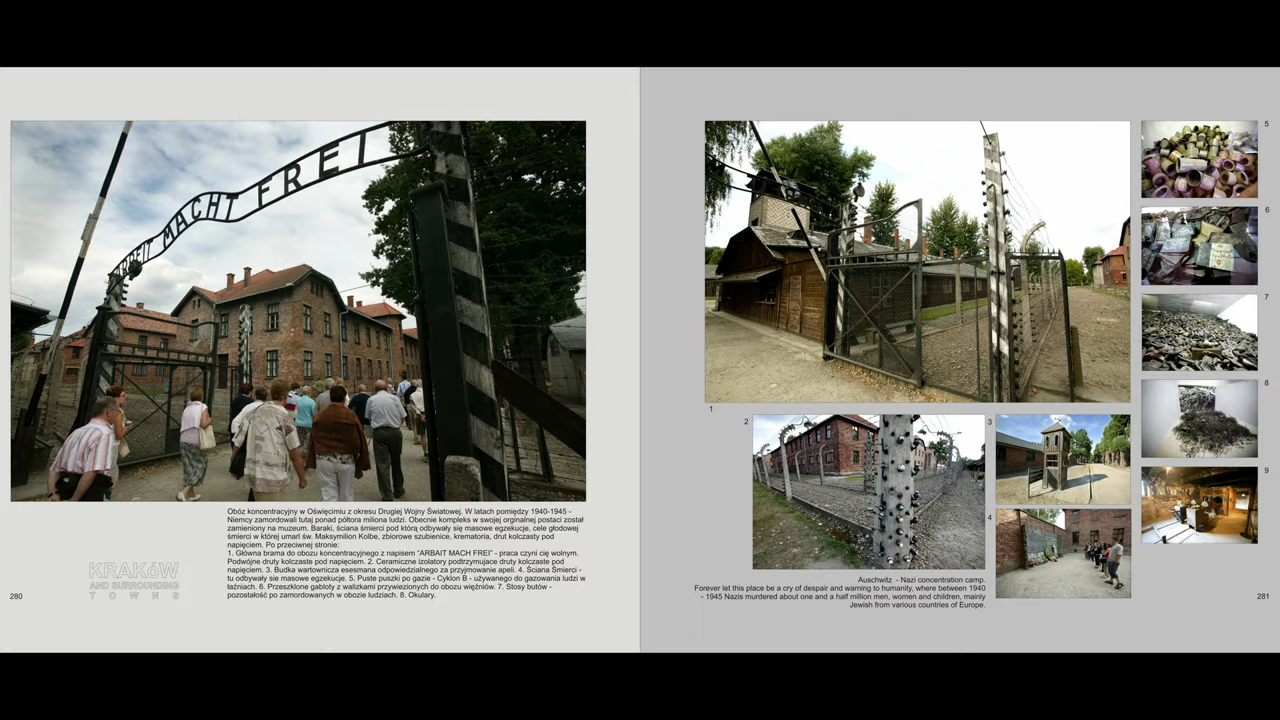 ARBEIT MACHT FREI
Obóz koncentracyjny w Oświęcimiu z okresu Drugiej Wojny Światowej. W latach pomiędzy 1940-1945 -
Niemcy zamordowali tutaj ponad półtora miliona ludzi. Obecnie kompleks w swojej orginalnej postaci został
zamieniony na muzeum. Baraki, ściana śmierci pod którą odbywały się masowe egzekucje, cele głodowej
śmierci w której umarł św. Maksymilion Kolbe, zbiorowe szubienice, krematoria, drut kolczasty pod
napięciem. Po przeciwnej stronie:
1. Główna brama do obozu koncentracyjnego z napisem "ARBAIT MACH FREI" - praca czyni cię wolnym.
Podwójne druty kolczaste pod napięciem. 2. Ceramiczne izolatory podtrzymujące druty kolczaste pod
napięciem. 3. Budka wartownicza esesmana odpowiedzialnego za przyjmowanie apeli. 4. Ściana Śmierci -
tu odbywały sie masowe egzekucje. 5. Puste puszki po gazie - Cyklon B - używanego do gazowania ludzi w
łaźniach. 6. Przeszklone gabloty z walizkami przywiezionych do obozu więźniów. 7. Stosy butów -
pozostałość po zamordowanych w obozie ludziach. 8. Okulary.
KRAKóW
AND SURROUNDING
TOWNS
280
1
2
3
4
5
6
7
8
9
Auschwitz - Nazi concentration camp.
Forever let this place be a cry of despair and warning to humanity, where between 1940
- 1945 Nazis murdered about one and a half million men, women and children, mainly
Jewish from various countries of Europe.
281